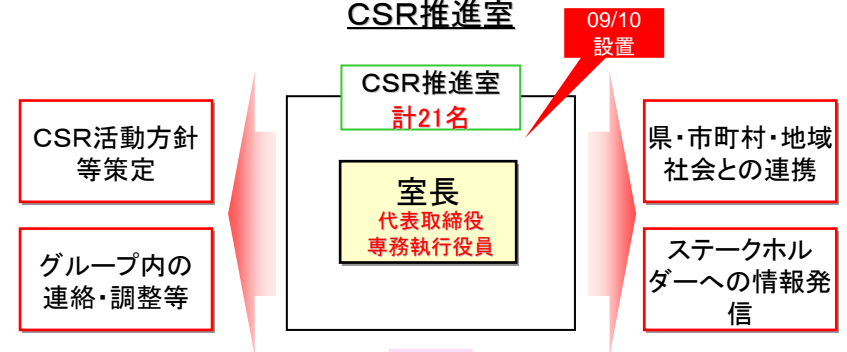 CSR推進室
09/10
設置
CSR推進室
計21名
CSR活動方針
等策定
室長
代表取締役
専務執行役員
県・市町村・地域
社会との連携
グループ内の
連絡・調整等
ステークホル
ダーへの情報発
信